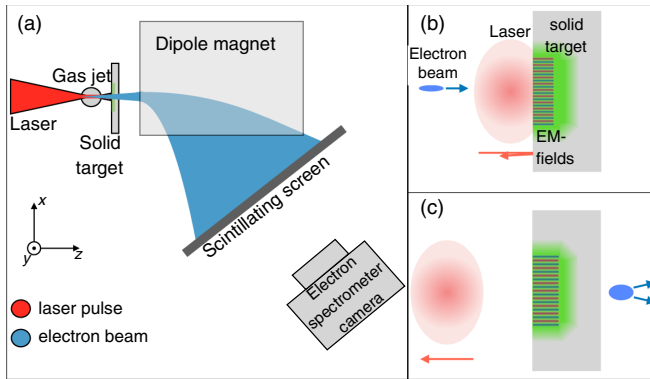 (a)
Dipole magnet
Gas jet
Laser
Solid
target
Scintillating screen
x
y
z
Electron
spectrometer
camera
laser pulse
electron beam
(b)
Laser
solid
target
Electron
beam
EM-
fields
(c)